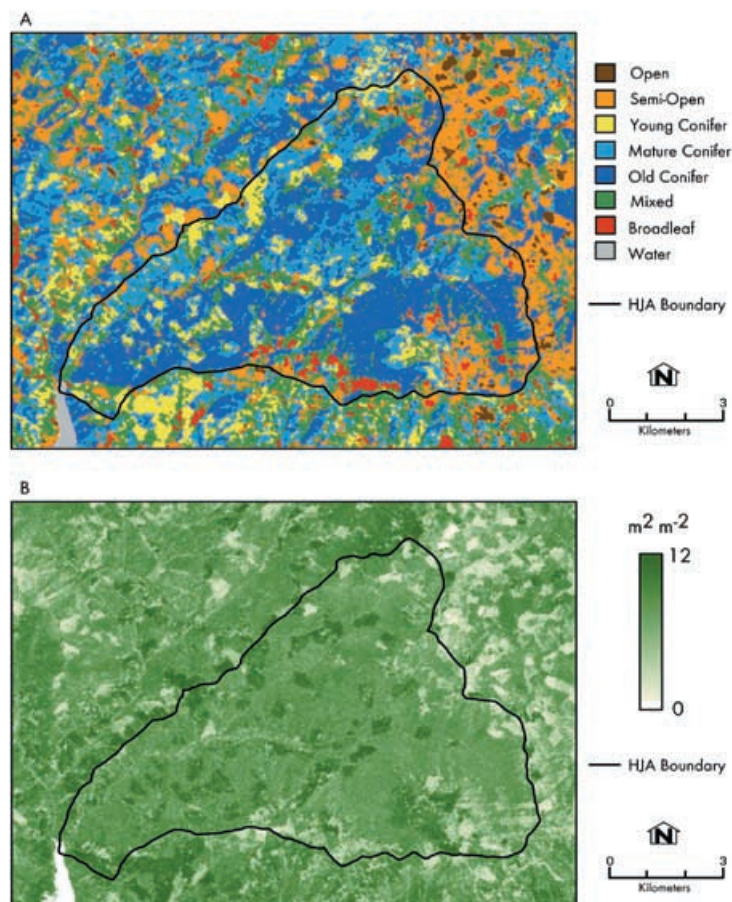 A
Open
Semi-Open
Young Conifer
Mature Conifer
Old Conifer
Mixed
Broadleaf
Water
HJA Boundary
N
0 3
Kilometers
B
m2 m-2
12
0
HJA Boundary
N
0 3
Kilometers